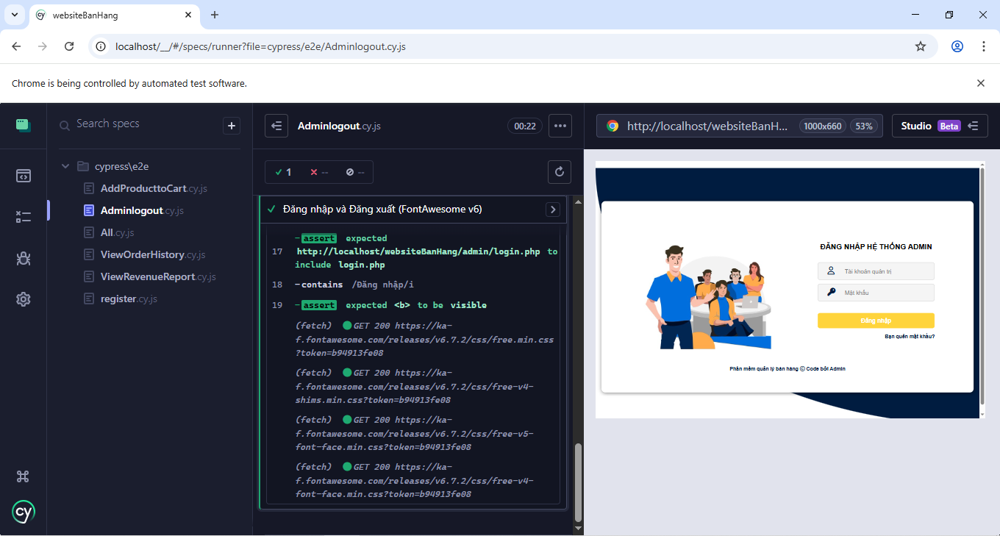 websiteBanHang
localhost/__/#/specs/runner?file=cypress/e2e/Adminlogout.cy.js
Chrome is being controlled by automated test software.
Search specs
cypress\e2e
AddProducttoCart.cy.js
Adminlogout.cy.js
All.cy.js
ViewOrderHistory.cy.js
ViewRevenueReport.cy.js
register.cy.js
cy
Adminlogout.cy.js
00:22
1 -- --
Đăng nhập và Đăng xuất (FontAwesome v6)
-assert expected
17 http://localhost/websiteBanHang/admin/login.php to
include login.php
18 -contains /Đăng nhập/i
19 -assert expected <b> to be visible
(fetch) GET 200 https://ka-
f.fontawesome.com/releases/v6.7.2/css/free.min.css
?token=b94913fe08
(fetch) GET 200 https://ka-
f.fontawesome.com/releases/v6.7.2/css/free-v4-
shims.min.css?token=b94913fe08
(fetch) GET 200 https://ka-
f.fontawesome.com/releases/v6.7.2/css/free-v5-
font-face.min.css?token=b94913fe08
(fetch) GET 200 https://ka-
f.fontawesome.com/releases/v6.7.2/css/free-v4-
font-face.min.css?token=b94913fe08
http://localhost/websiteBanH... 1000x660 53%
Studio Beta
ĐĂNG NHẬP HỆ THỐNG ADMIN
Tài khoản quản trị
Mật khẩu
Đăng nhập
Bạn quên mật khẩu?
Phần mềm quản lý bán hàng © Code bởi Admin